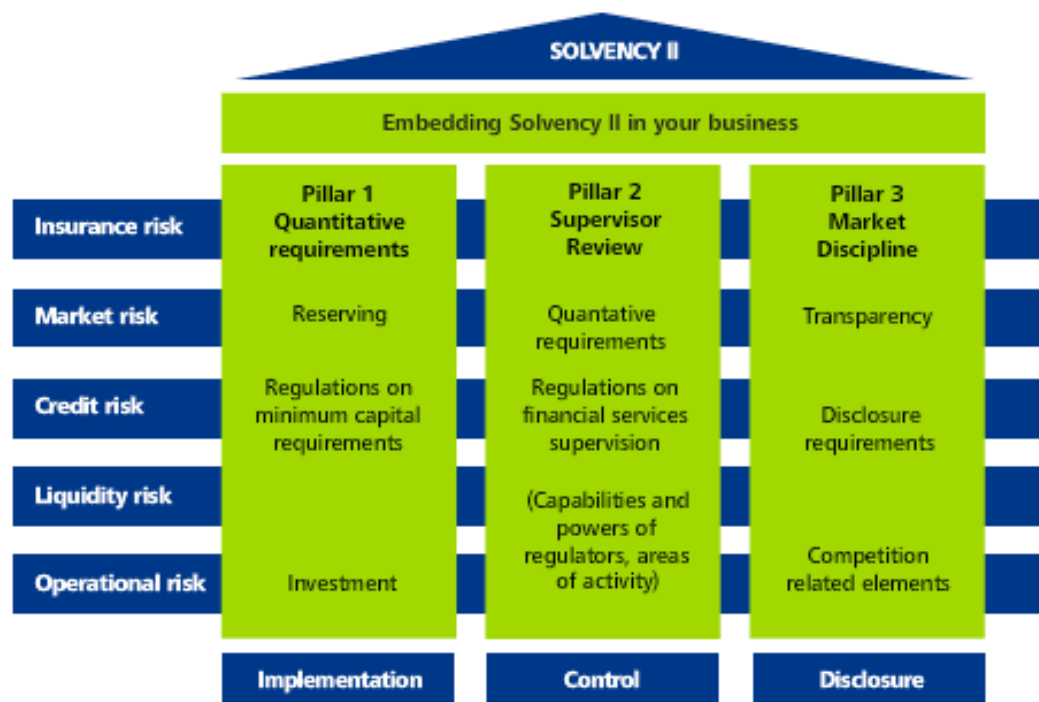 SOLVENCY II
Embedding Solvency II in your business
Insurance risk
Market risk
Credit risk
Liquidity risk
Operational risk
Pillar 1
Quantitative
requirements
Reserving
Regulations on
minimum capital
requirements
Investment
Implementation
Pillar 2
Supervisor
Review
Quantative
requirements
Regulations on
financial services
supervision
(Capabilities and
powers of
regulators, areas
of activity)
Control
Pillar 3
Market
Discipline
Transparency
Disclosure
requirements
Competition
related elements
Disclosure